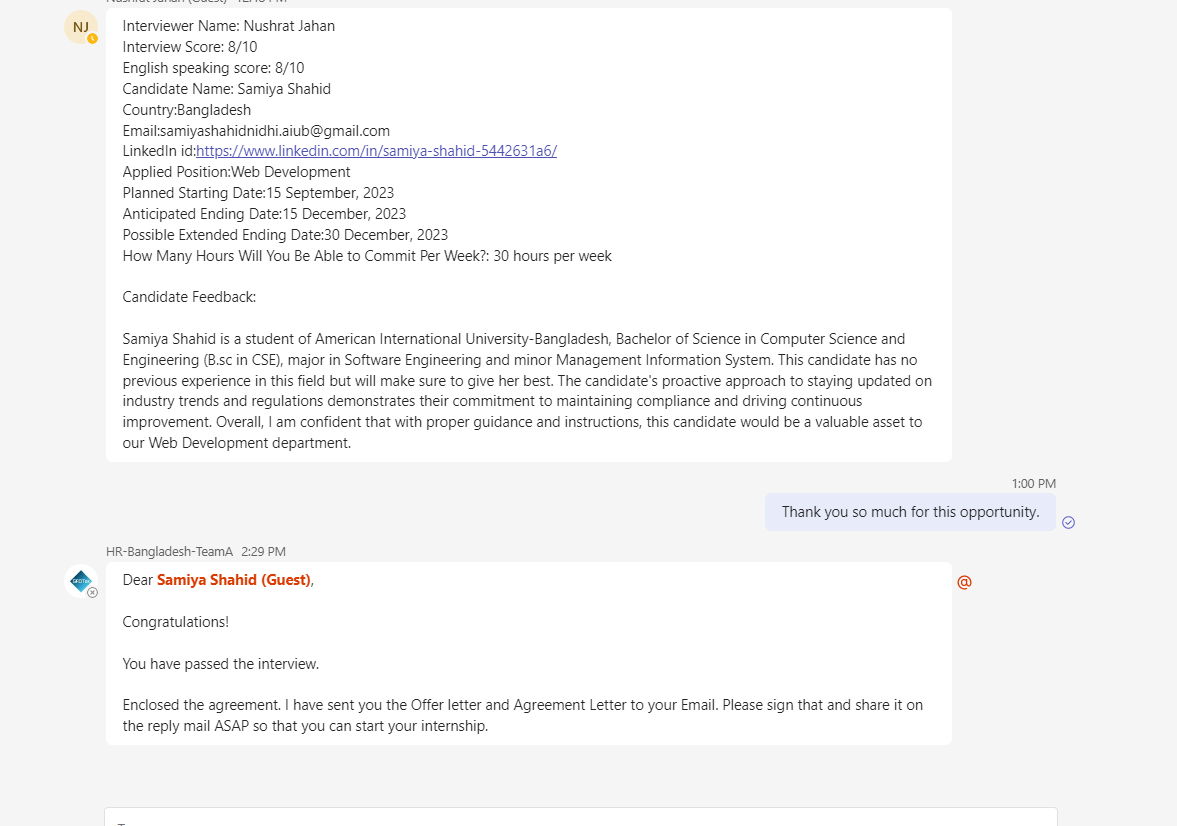 NJ
Interviewer Name: Nushrat Jahan
Interview Score: 8/10
English speaking score: 8/10
Candidate Name: Samiya Shahid
Country:Bangladesh
Email:samiyashahidnidhi.aiub@gmail.com
LinkedIn id:https://www.linkedin.com/in/samiya-shahid-5442631a6/
Applied Position:Web Development
Planned Starting Date:15 September, 2023
Anticipated Ending Date:15 December, 2023
Possible Extended Ending Date:30 December, 2023
How Many Hours Will You Be Able to Commit Per Week?: 30 hours per week
Candidate Feedback:
Samiya Shahid is a student of American International University-Bangladesh, Bachelor of Science in Computer Science and
Engineering (B.sc in CSE), major in Software Engineering and minor Management Information System. This candidate has no
previous experience in this field but will make sure to give her best. The candidate's proactive approach to staying updated on
industry trends and regulations demonstrates their commitment to maintaining compliance and driving continuous
improvement. Overall, I am confident that with proper guidance and instructions, this candidate would be a valuable asset to
our Web Development department.
1:00 PM
Thank you so much for this opportunity.
HR-Bangladesh-TeamA 2:29 PM
Dear Samiya Shahid (Guest),
@
Congratulations!
You have passed the interview.
Enclosed the agreement. I have sent you the Offer letter and Agreement Letter to your Email. Please sign that and share it on
the reply mail ASAP so that you can start your internship.